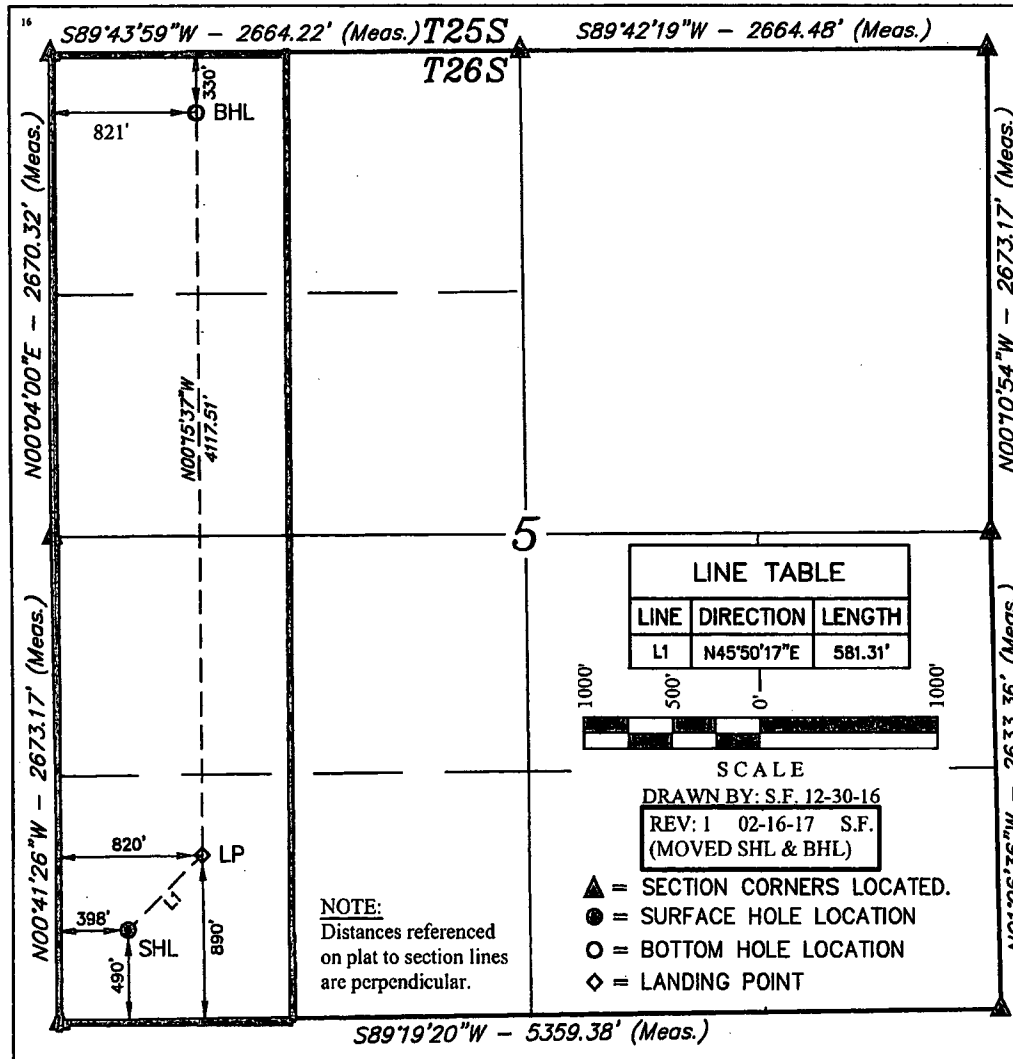 16
S89°43'59"W – 2664.22' (Meas.)
T25S
S89°42'19"W – 2664.48' (Meas.)
T26S
330'
BHL
821'
N00°04'00"E – 2670.32' (Meas.)
N00°10'54"W – 2673.17' (Meas.)
N00°15'37"W
4117.51'
5
LINE TABLE
LINE DIRECTION LENGTH
L1 N45°50'17"E 581.31'
1000' 500' 0' 1000'
SCALE
DRAWN BY: S.F. 12-30-16
REV: 1 02-16-17 S.F.
(MOVED SHL & BHL)
N00°41'26"W – 2673.17' (Meas.)
2633.36' (Meas.)
820'
LP
L1
398'
SHL
490'
890'
NOTE:
Distances referenced
on plat to section lines
are perpendicular.
= SECTION CORNERS LOCATED.
= SURFACE HOLE LOCATION
= BOTTOM HOLE LOCATION
= LANDING POINT
S89°19'20"W – 5359.38' (Meas.)